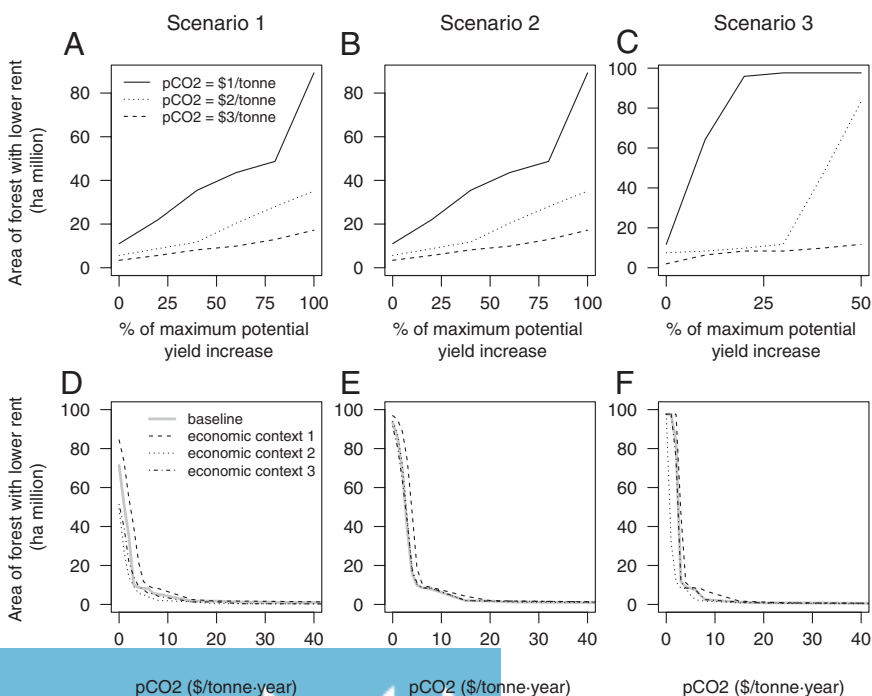 Scenario 1 Scenario 2 Scenario 3
A B C
Area of forest with lower rent
(ha million)
pCO2 = $1/tonne
pCO2 = $2/tonne
pCO2 = $3/tonne
80
60
40
20
0
0 25 50 75 100
% of maximum potential
yield increase
80
60
40
20
0
0 25 50 75 100
% of maximum potential
yield increase
100
80
60
40
20
0
0 25 50
% of maximum potential
yield increase
D E F
Area of forest with lower rent
(ha million)
baseline
economic context 1
economic context 2
economic context 3
100
80
60
40
20
0
0 10 20 30 40
pCO2 ($/tonne·year)
100
80
60
40
20
0
0 10 20 30 40
pCO2 ($/tonne·year)
100
80
60
40
20
0
0 10 20 30 40
pCO2 ($/tonne·year)